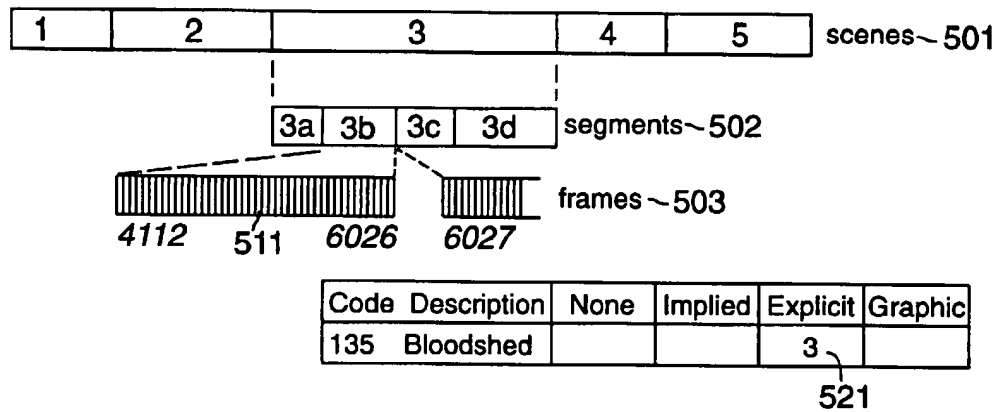 1 2 3 4 5 scenes 501
3a 3b 3c 3d segments 502
frames 503
4112 511 6026 6027
Code Description None Implied Explicit Graphic
135 Bloodshed 3
521